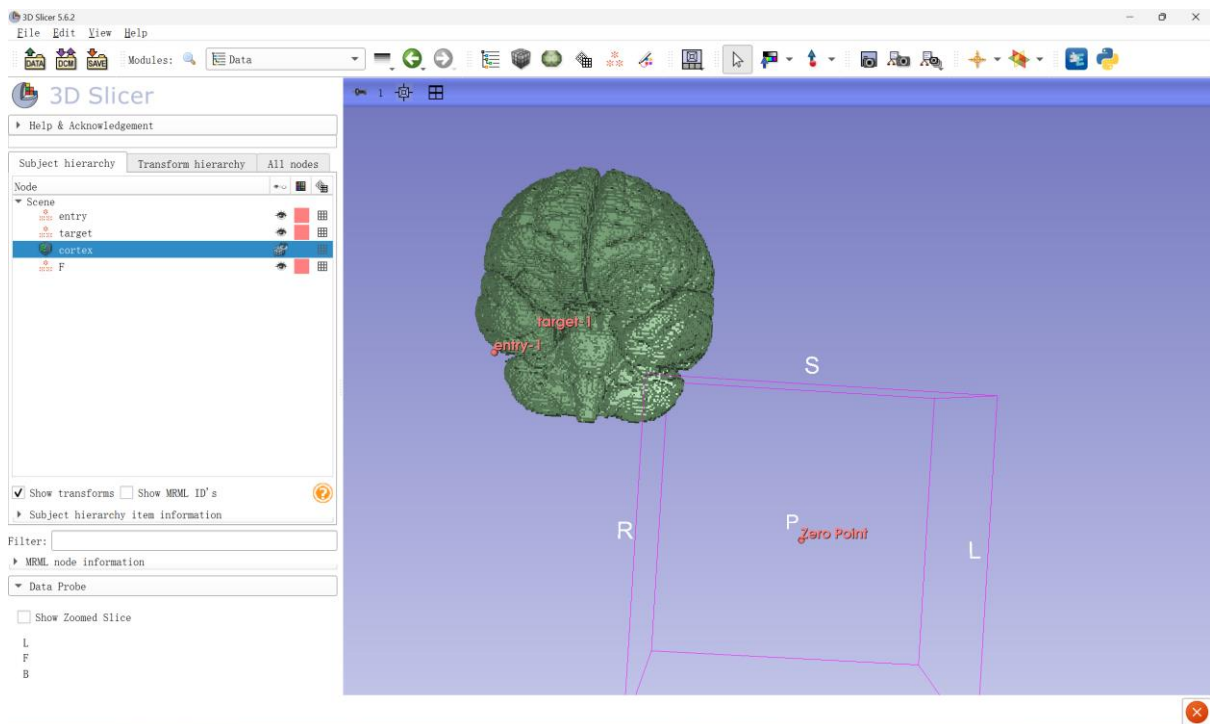 3D Slicer 5.6.2
File Edit View Help
DATA DCM SAVE Modules: Data
3D Slicer
1
Help & Acknowledgement
Subject hierarchy Transform hierarchy All nodes
Node
Scene
entry
target
cortex
F
target-1
entry-1
S
Show transforms Show MRML ID's
Subject hierarchy item information
R
P
Zero Point
L
Filter:
MRML node information
Data Probe
Show Zoomed Slice
L
F
B